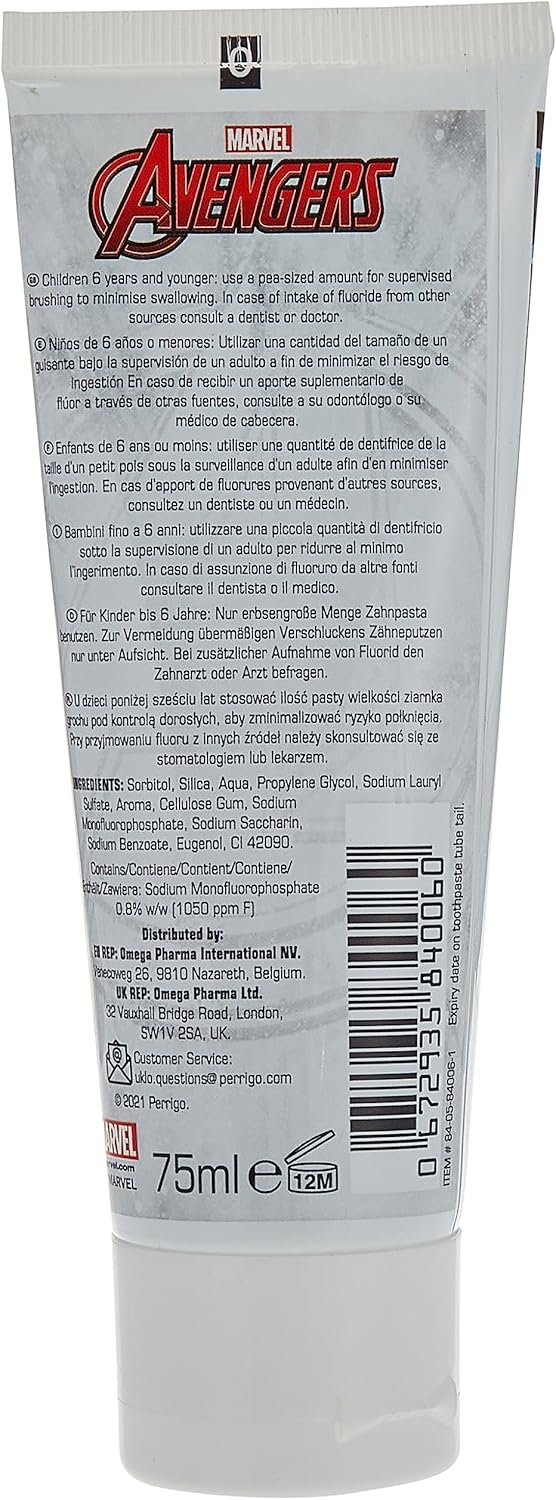 MARVEL
AVENGERS
GB Children 6 years and younger: use a pea-sized amount for supervised
brushing to minimise swallowing. In case of intake of fluoride from other
sources consult a dentist or doctor.
E Niños de 6 años o menores: Utilizar una cantidad del tamaño de un
guisante bajo la supervisión de un adulto a fin de minimizar el riesgo de
ingestión En caso de recibir un aporte suplementario de
flúor a través de otras fuentes, consulte a su odontólogo o su
médico de cabecera.
F Enfants de 6 ans ou moins: utiliser une quantité de dentifrice de la
taille d'un petit pois sous la surveillance d'un adulte afin d'en minimiser
l'ingestion. En cas d'apport de fluorures provenant d'autres sources,
consultez un dentiste ou un médecin.
I Bambini fino a 6 anni: utilizzare una piccola quantità di dentifricio
sotto la supervisione di un adulto per ridurre al minimo
l'ingerimento. In caso di assunzione di fluoruro da altre fonti
consultare il dentista o il medico.
D Für Kinder bis 6 Jahre: Nur erbsengroße Menge Zahnpasta
benutzen. Zur Vermeidung übermäßigen Verschluckens Zähneputzen
nur unter Aufsicht. Bei zusätzlicher Aufnahme von Fluorid den
Zahnarzt oder Arzt befragen.
U dzieci poniżej sześciu lat stosować ilość pasty wielkości ziarnka
grochu pod kontrolą dorosłych, aby zminimalizować ryzyko połknięcia.
Przy przyjmowaniu fluoru z innych źródeł należy skonsultować się ze
stomatologiem lub lekarzem.
INGREDIENTS: Sorbitol, Silica, Aqua, Propylene Glycol, Sodium Lauryl
Sulfate, Aroma, Cellulose Gum, Sodium
Monofluorophosphate, Sodium Saccharin,
Sodium Benzoate, Eugenol, CI 42090.
Contains/Contiene/Contient/Contiene/
Enthält/Zawiera: Sodium Monofluorophosphate
0.8% w/w (1050 ppm F)
Distributed by:
EU REP: Omega Pharma International NV.
Venecoweg 26, 9810 Nazareth, Belgium.
UK REP: Omega Pharma Ltd.
32 Vauxhall Bridge Road, London,
SW1V 2SA, UK.
Customer Service:
uklo.questions@perrigo.com
© 2021 Perrigo.
MARVEL
marvel.com
MARVEL
75ml e
12M
0 672935 840060
ITEM # 84-05-84006-1 Expiry date on toothpaste tube tail.